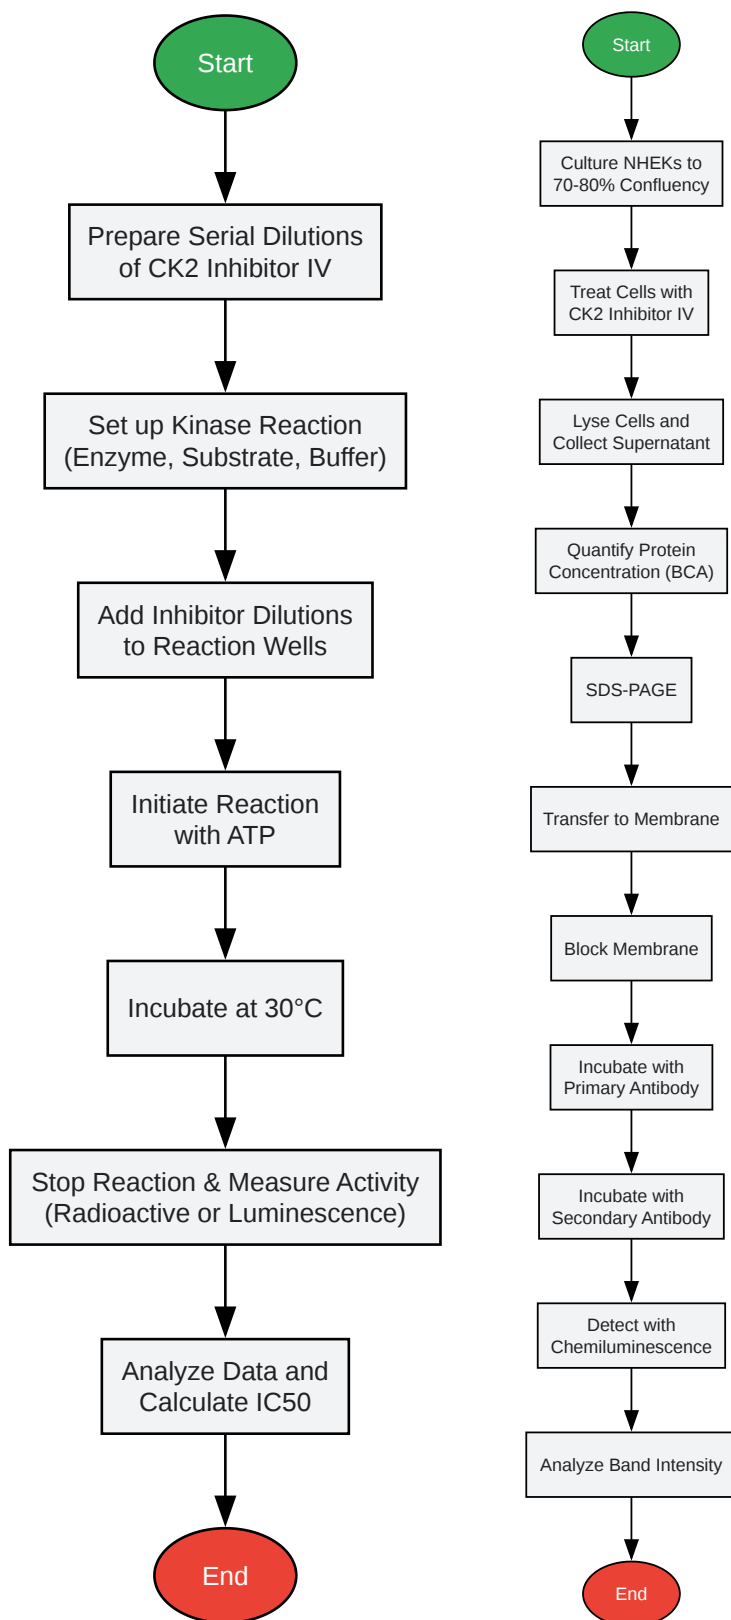 Start
Prepare Serial Dilutions
of CK2 Inhibitor IV
Set up Kinase Reaction
(Enzyme, Substrate, Buffer)
Add Inhibitor Dilutions
to Reaction Wells
Initiate Reaction
with ATP
Incubate at 30°C
Stop Reaction & Measure Activity
(Radioactive or Luminescence)
Analyze Data and
Calculate IC50
End
Start
Culture NHEKs to
70-80% Confluency
Treat Cells with
CK2 Inhibitor IV
Lyse Cells and
Collect Supernatant
Quantify Protein
Concentration (BCA)
SDS-PAGE
Transfer to Membrane
Block Membrane
Incubate with
Primary Antibody
Incubate with
Secondary Antibody
Detect with
Chemiluminescence
Analyze Band Intensity
End